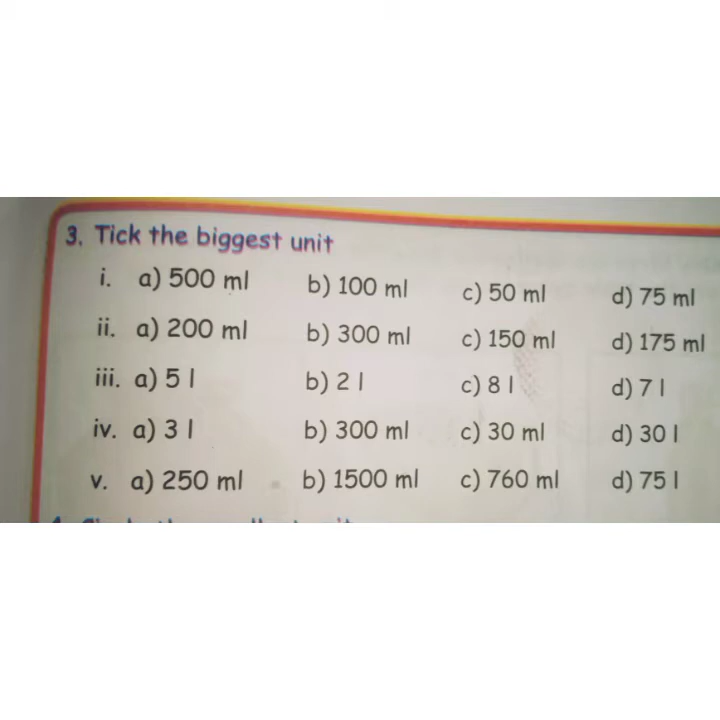 3. Tick the biggest unit
i. a) 500 ml b) 100 ml c) 50 ml d) 75 ml
ii. a) 200 ml b) 300 ml c) 150 ml d) 175 ml
iii. a) 5 l b) 2 l c) 8 l d) 7 l
iv. a) 3 l b) 300 ml c) 30 ml d) 30 l
v. a) 250 ml b) 1500 ml c) 760 ml d) 75 l